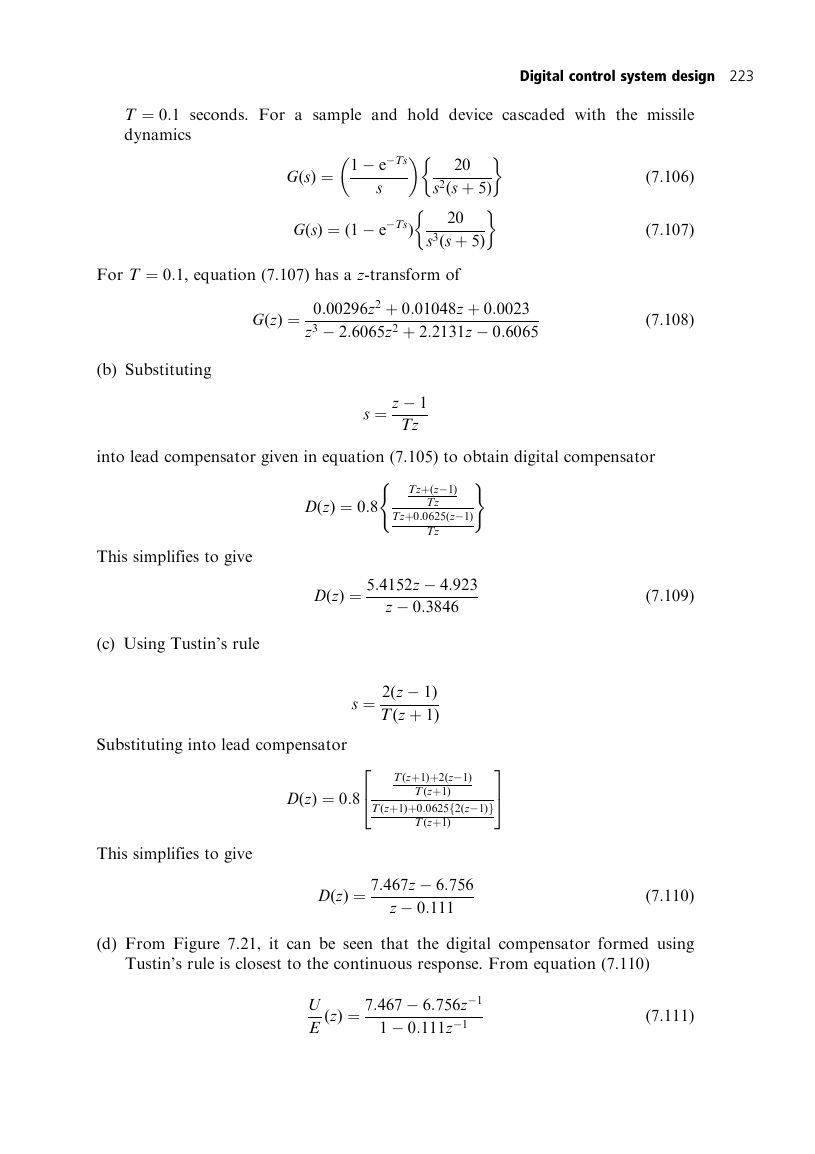 Digital control system design 223
T = 0.1 seconds. For a sample and hold device cascaded with the missile
dynamics
G(s) = ((1 − e^{−Ts})/s) {20/(s²(s + 5))} (7.106)
G(s) = (1 − e^{−Ts}) {20/(s³(s + 5))} (7.107)
For T = 0.1, equation (7.107) has a z-transform of
G(z) = (0.00296z² + 0.01048z + 0.0023)/(z³ − 2.6065z² + 2.2131z − 0.6065) (7.108)
(b) Substituting
s = (z − 1)/(Tz)
into lead compensator given in equation (7.105) to obtain digital compensator
D(z) = 0.8 {((Tz+(z−1))/(Tz))/((Tz+0.0625(z−1))/(Tz))}
This simplifies to give
D(z) = (5.4152z − 4.923)/(z − 0.3846) (7.109)
(c) Using Tustin's rule
s = (2(z − 1))/(T(z + 1))
Substituting into lead compensator
D(z) = 0.8 [((T(z+1)+2(z−1))/(T(z+1)))/((T(z+1)+0.0625{2(z−1)})/(T(z+1)))]
This simplifies to give
D(z) = (7.467z − 6.756)/(z − 0.111) (7.110)
(d) From Figure 7.21, it can be seen that the digital compensator formed using
Tustin's rule is closest to the continuous response. From equation (7.110)
U/E (z) = (7.467 − 6.756z^{−1})/(1 − 0.111z^{−1}) (7.111)